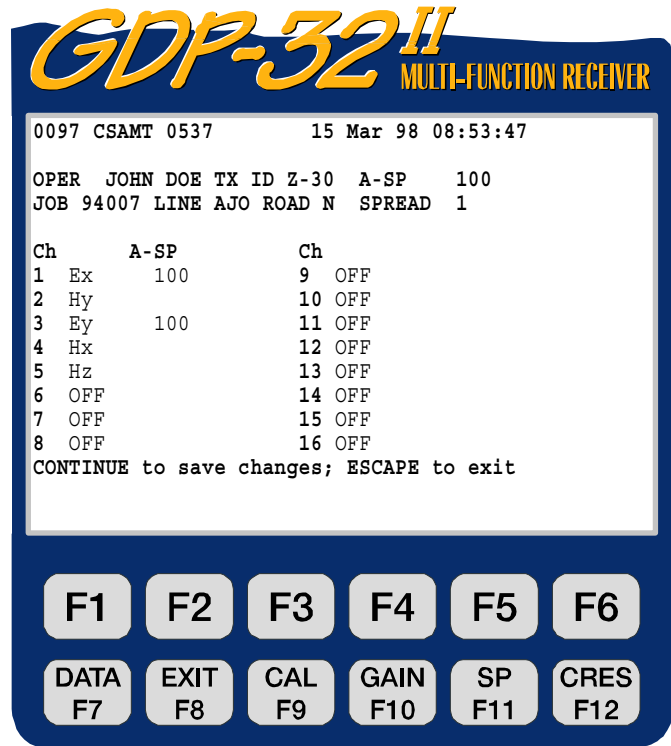 GDP-32 II
MULTI-FUNCTION RECEIVER
0097 CSAMT 0537 15 Mar 98 08:53:47
OPER JOHN DOE TX ID Z-30 A-SP 100
JOB 94007 LINE AJO ROAD N SPREAD 1
Ch A-SP Ch
1 Ex 100 9 OFF
2 Hy 10 OFF
3 Ey 100 11 OFF
4 Hx 12 OFF
5 Hz 13 OFF
6 OFF 14 OFF
7 OFF 15 OFF
8 OFF 16 OFF
CONTINUE to save changes; ESCAPE to exit
F1 F2 F3 F4 F5 F6
DATA EXIT CAL GAIN SP CRES
F7 F8 F9 F10 F11 F12